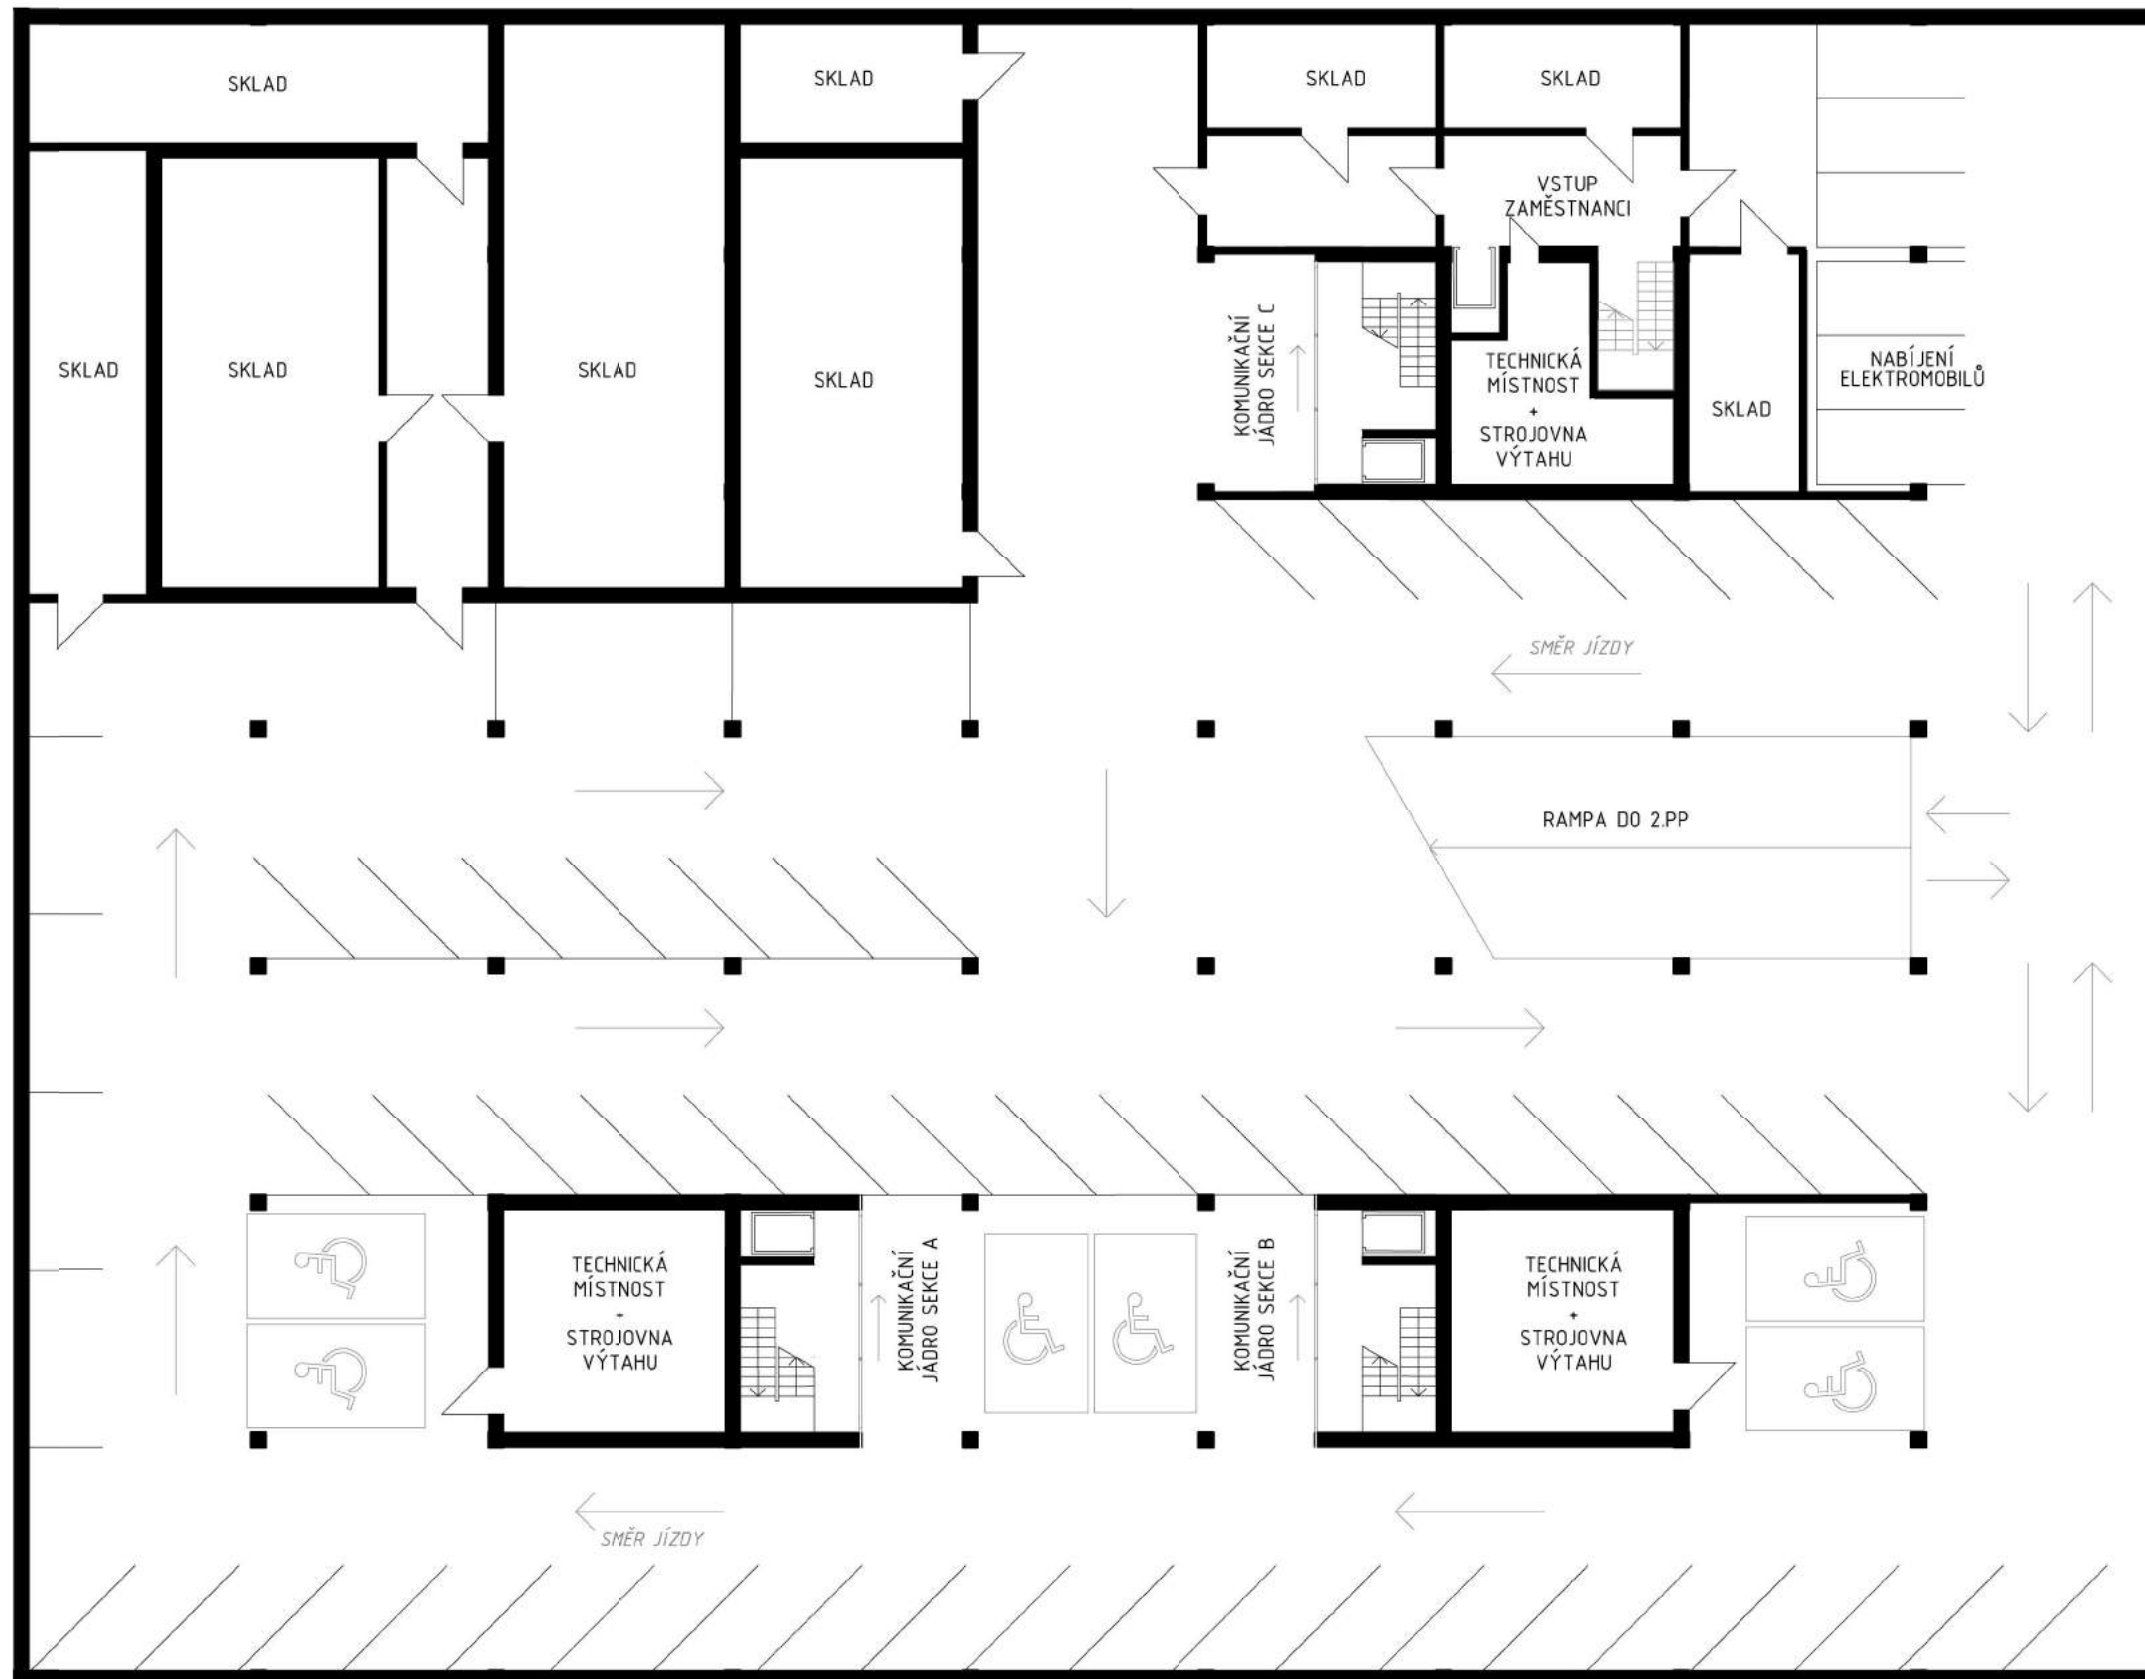 SKLAD
SKLAD
SKLAD
SKLAD
VSTUP
ZAMĚSTNANCI
SKLAD
SKLAD
SKLAD
SKLAD
KOMUNIKAČNÍ
JÁDRO SEKCE C
TECHNICKÁ
MÍSTNOST
+
STROJOVNA
VÝTAHU
SKLAD
NABÍJENÍ
ELEKTROMOBILŮ
SMĚR JÍZDY
RAMPA DO 2.PP
TECHNICKÁ
MÍSTNOST
+
STROJOVNA
VÝTAHU
KOMUNIKAČNÍ
JÁDRO SEKCE A
KOMUNIKAČNÍ
JÁDRO SEKCE B
TECHNICKÁ
MÍSTNOST
+
STROJOVNA
VÝTAHU
SMĚR JÍZDY